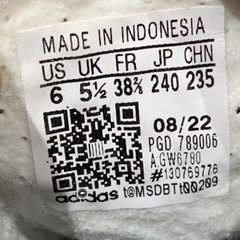 MADE IN INDONESIA
US UK FR JP CHN
6 5½ 38⅔ 240 235
08/22
PGD 789006
A.GW6780
#130769776
adidas t@MSDBTt00209